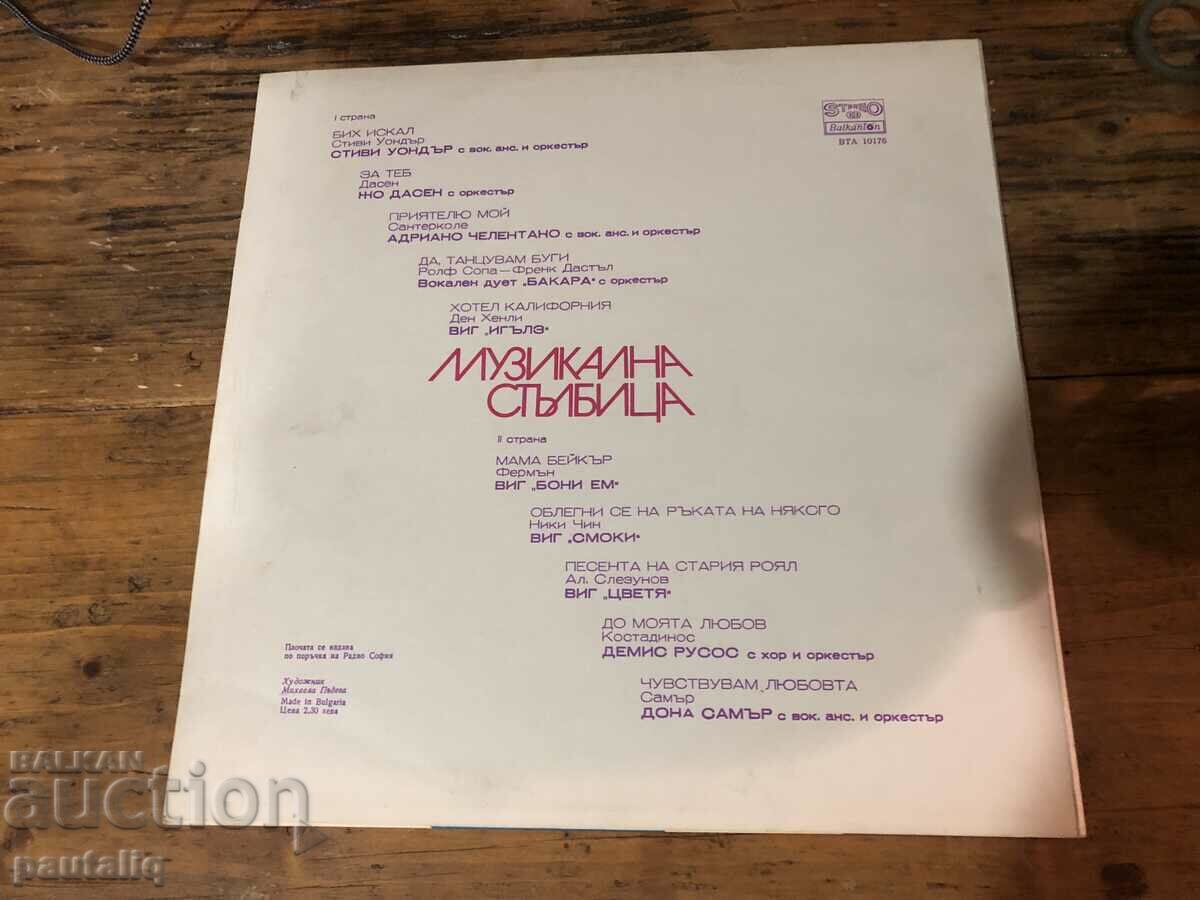 I страна
БИХ ИСКАЛ
Стиви Уондър
СТИВИ УОНДЪР с вок. анс. и оркестър
ЗА ТЕБ
Дасен
ЖО ДАСЕН с оркестър
ПРИЯТЕЛЮ МОЙ
Сантерколе
АДРИАНО ЧЕЛЕНТАНО с вок. анс. и оркестър
ДА, ТАНЦУВАМ БУГИ
Ролф Сопа—Френк Дастъл
Вокален дует „БАКАРА“ с оркестър
ХОТЕЛ КАЛИФОРНИЯ
Ден Хенли
ВИГ „ИГЪЛЗ“
STEREO
Balkanton
ВТА 10176
МУЗИКАЛНА
СТЪЛБИЦА
II страна
МАМА БЕЙКЪР
Фермън
ВИГ „БОНИ ЕМ“
ОБЛЕГНИ СЕ НА РЪКАТА НА НЯКОГО
Ники Чин
ВИГ „СМОКИ“
ПЕСЕНТА НА СТАРИЯ РОЯЛ
Ал. Слезунов
ВИГ „ЦВЕТЯ“
ДО МОЯТА ЛЮБОВ
Костадинос
ДЕМИС РУСОС с хор и оркестър
ЧУВСТВУВАМ ЛЮБОВТА
Самър
ДОНА САМЪР с вок. анс. и оркестър
Плочата се издава
по поръчка на Радио София
Художник
Михаела Пъдева
Made in Bulgaria
Цена 2,30 лева
BALKAN
auction
pautaliq